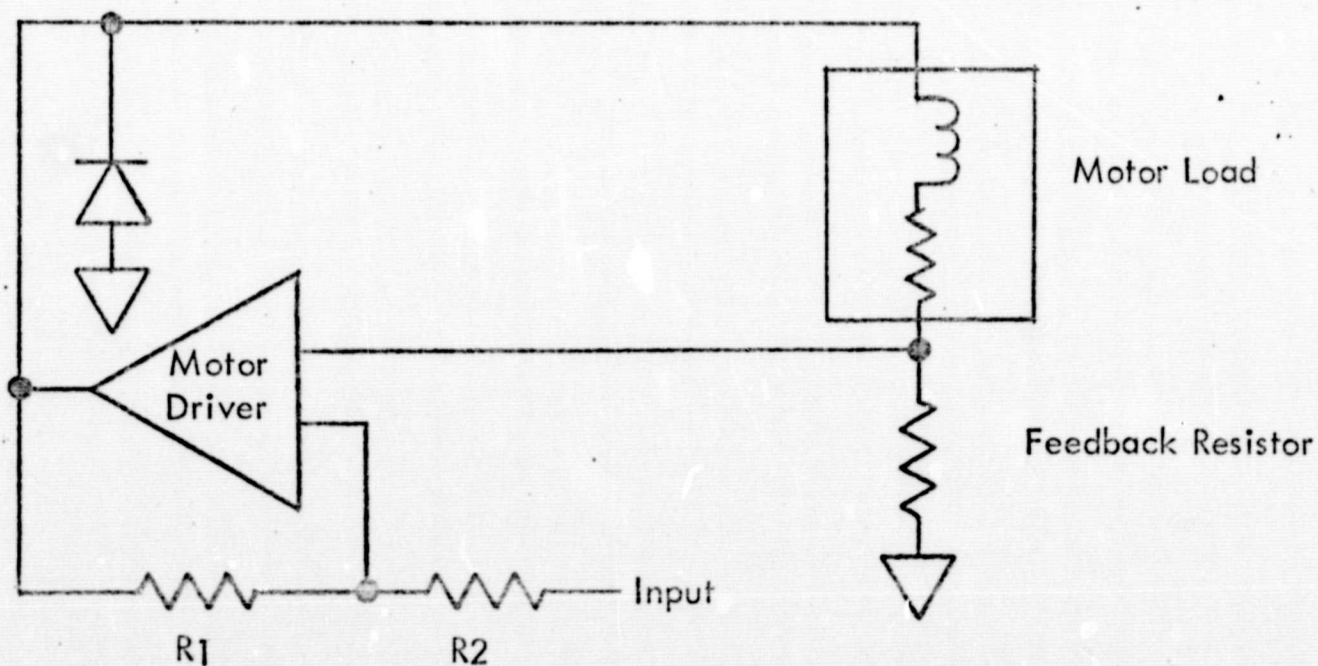 Motor Load
Motor
Driver
Feedback Resistor
Input
R1
R2